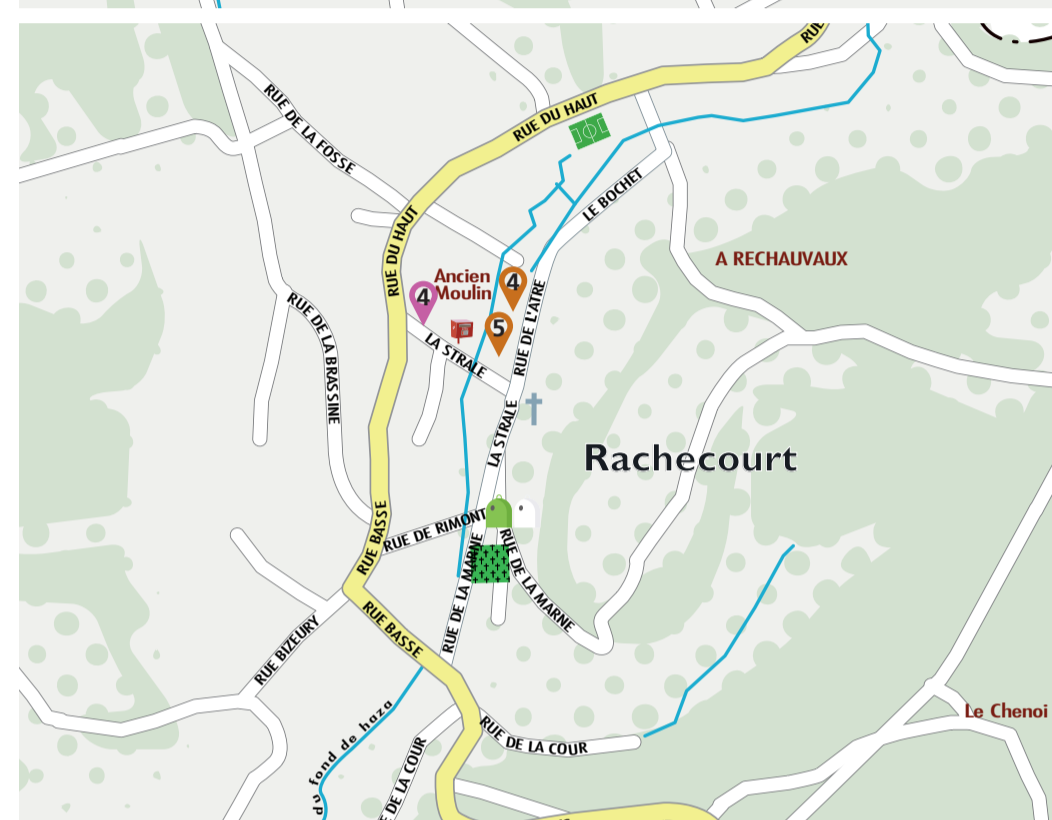 RUE
RUE DE LA FOSSE
RUE DU HAUT
LE BOCHET
RUE DU HAUT
A RECHAUVAUX
Ancien
Moulin
4
4
5
RUE DE L'ATRE
RUE DE LA BRASSINE
LA STRALE
LA STRALE
Rachecourt
RUE BASSE
RUE DE RIMONT
RUE DE LA MARNE
RUE DE LA MARNE
RUE BASSE
RUE BIZEURY
du fond de haza
RUE DE LA COUR
E DE LA COUR
Le Chenoi